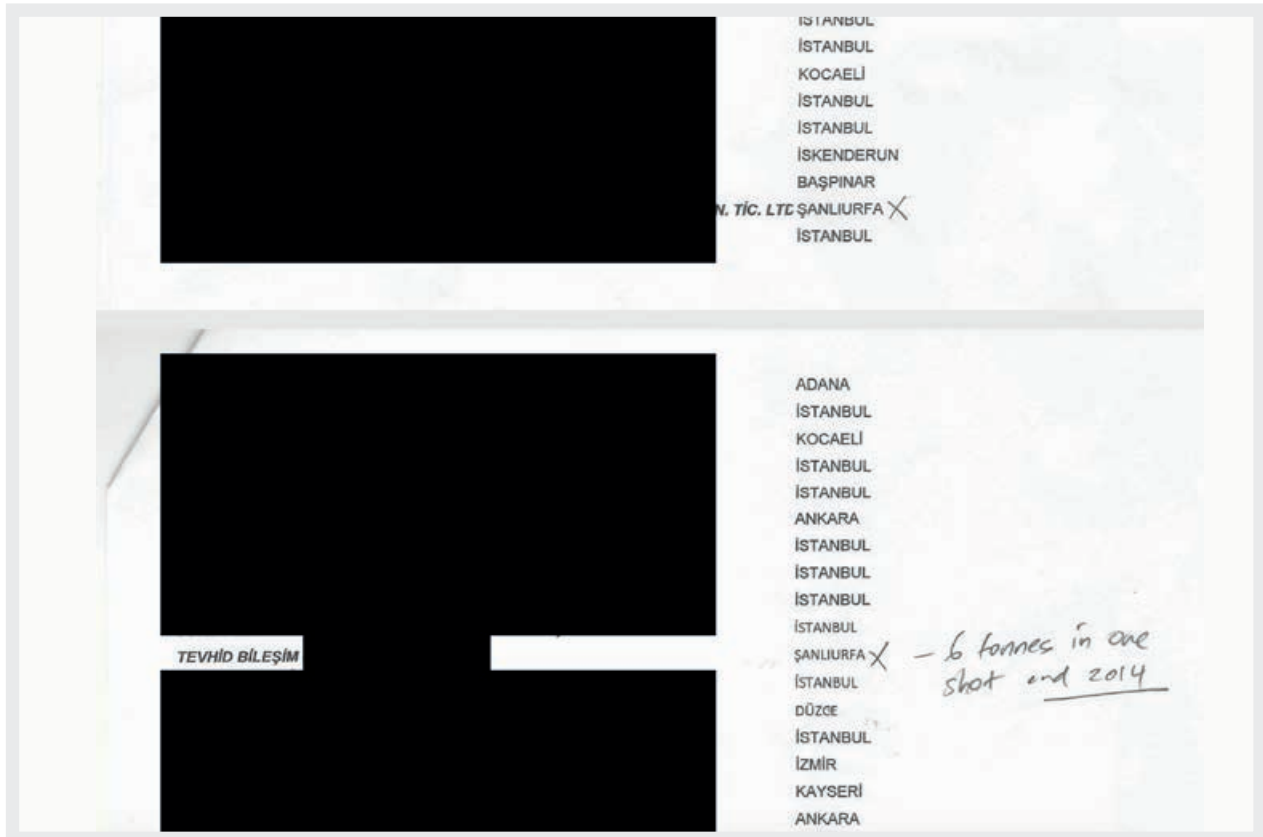 İSTANBUL
İSTANBUL
KOCAELİ
İSTANBUL
İSTANBUL
İSKENDERUN
BAŞPINAR
N. TİC. LTD ŞANLIURFA X
İSTANBUL
ADANA
İSTANBUL
KOCAELİ
İSTANBUL
İSTANBUL
ANKARA
İSTANBUL
İSTANBUL
İSTANBUL
İSTANBUL
TEVHİD BİLEŞİM ŞANLIURFA X – 6 tonnes in one
shot end 2014
İSTANBUL
DÜZCE
İSTANBUL
İZMİR
KAYSERİ
ANKARA